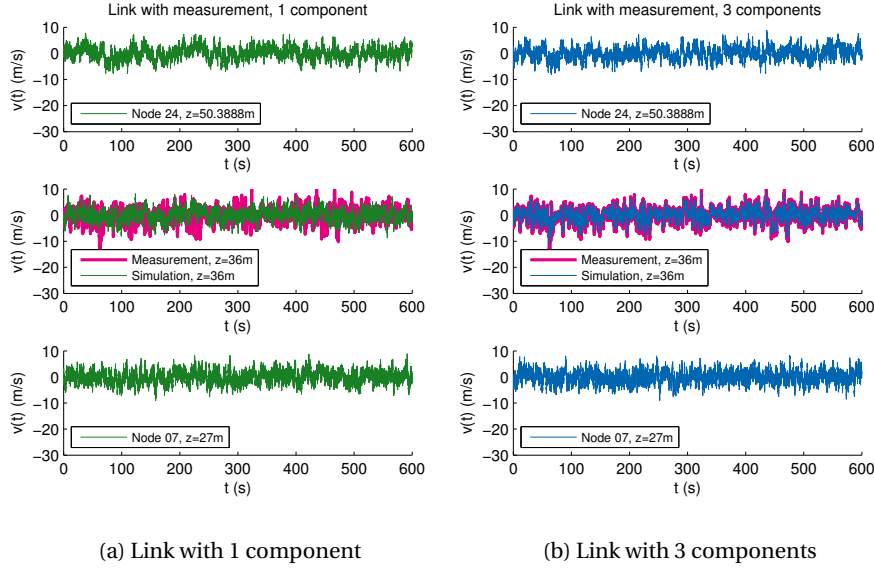 Link with measurement, 1 component
10
0
−10
−20
−30
v(t) (m/s)
Node 24, z=50.3888m
0 100 200 300 400 500 600
t (s)
10
0
−10
−20
−30
v(t) (m/s)
Measurement, z=36m
Simulation, z=36m
0 100 200 300 400 500 600
t (s)
10
0
−10
−20
−30
v(t) (m/s)
Node 07, z=27m
0 100 200 300 400 500 600
t (s)
(a) Link with 1 component
Link with measurement, 3 components
10
0
−10
−20
−30
v(t) (m/s)
Node 24, z=50.3888m
0 100 200 300 400 500 600
t (s)
10
0
−10
−20
−30
v(t) (m/s)
Measurement, z=36m
Simulation, z=36m
0 100 200 300 400 500 600
t (s)
10
0
−10
−20
−30
v(t) (m/s)
Node 07, z=27m
0 100 200 300 400 500 600
t (s)
(b) Link with 3 components